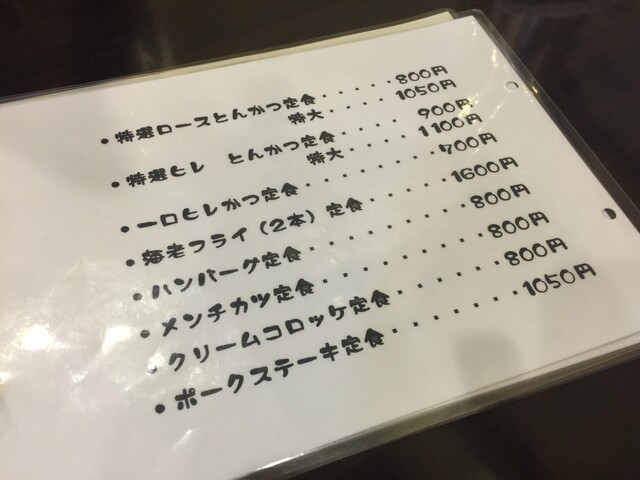 ・特選ロースとんかつ定食・・・・・800円
特大・・・・1050円
・特選ヒレ とんかつ定食・・・・900円
特大・・・・1100円
・一口ヒレかつ定食・・・・・・・700円
・海老フライ(2本)定食・・・・・1600円
・ハンバーグ定食・・・・・・・・800円
・メンチカツ定食・・・・・・・・800円
・クリームコロッケ定食・・・・・800円
・ポークステーキ定食・・・・・・・1050円